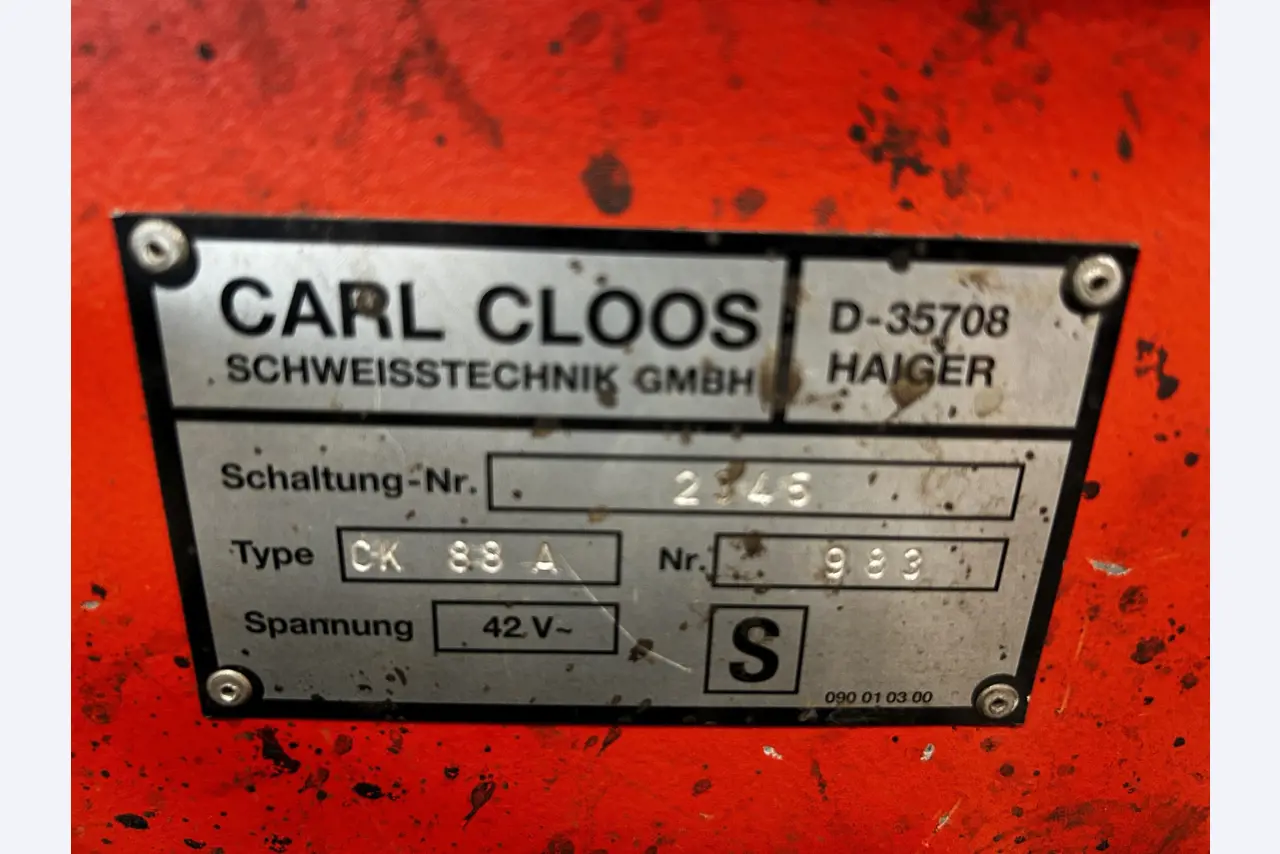 CARL CLOOS
SCHWEISSTECHNIK GMBH
D-35708
HAIGER
Schaltung-Nr.
Type CK 88 A Nr. 983
Spannung 42 V~
S
090 01 03 00